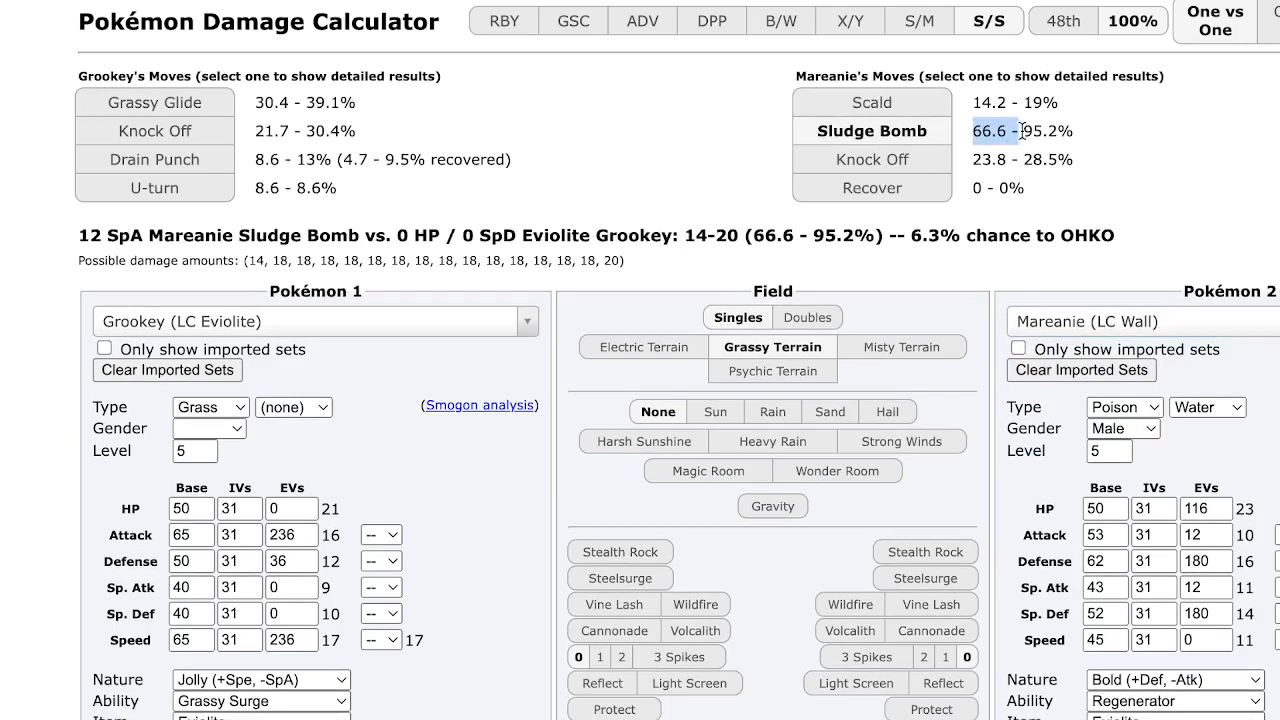 Pokémon Damage Calculator RBY GSC ADV DPP B/W X/Y S/M S/S 48th 100% One vs One
Grookey's Moves (select one to show detailed results) Mareanie's Moves (select one to show detailed results)
Grassy Glide 30.4 - 39.1% Scald 14.2 - 19%
Knock Off 21.7 - 30.4% Sludge Bomb 66.6 - 95.2%
Drain Punch 8.6 - 13% (4.7 - 9.5% recovered) Knock Off 23.8 - 28.5%
U-turn 8.6 - 8.6% Recover 0 - 0%
12 SpA Mareanie Sludge Bomb vs. 0 HP / 0 SpD Eviolite Grookey: 14-20 (66.6 - 95.2%) -- 6.3% chance to OHKO
Possible damage amounts: (14, 18, 18, 18, 18, 18, 18, 18, 18, 18, 18, 18, 18, 18, 18, 20)
Pokémon 1
Grookey (LC Eviolite)
Only show imported sets
Clear Imported Sets
Type Grass (none) (Smogon analysis)
Gender
Level 5
Base IVs EVs
HP 50 31 0 21
Attack 65 31 236 16 --
Defense 50 31 36 12 --
Sp. Atk 40 31 0 9 --
Sp. Def 40 31 0 10 --
Speed 65 31 236 17 -- 17
Nature Jolly (+Spe, -SpA)
Ability Grassy Surge
Field
Singles Doubles
Electric Terrain Grassy Terrain Misty Terrain
Psychic Terrain
None Sun Rain Sand Hail
Harsh Sunshine Heavy Rain Strong Winds
Magic Room Wonder Room
Gravity
Stealth Rock Stealth Rock
Steelsurge Steelsurge
Vine Lash Wildfire Wildfire Vine Lash
Cannonade Volcalith Volcalith Cannonade
0 1 2 3 Spikes 3 Spikes 2 1 0
Reflect Light Screen Light Screen Reflect
Protect Protect
Pokémon 2
Mareanie (LC Wall)
Only show imported sets
Clear Imported Sets
Type Poison Water
Gender Male
Level 5
Base IVs EVs
HP 50 31 116 23
Attack 53 31 12 10
Defense 62 31 180 16
Sp. Atk 43 31 12 11
Sp. Def 52 31 180 14
Speed 45 31 0 11
Nature Bold (+Def, -Atk)
Ability Regenerator